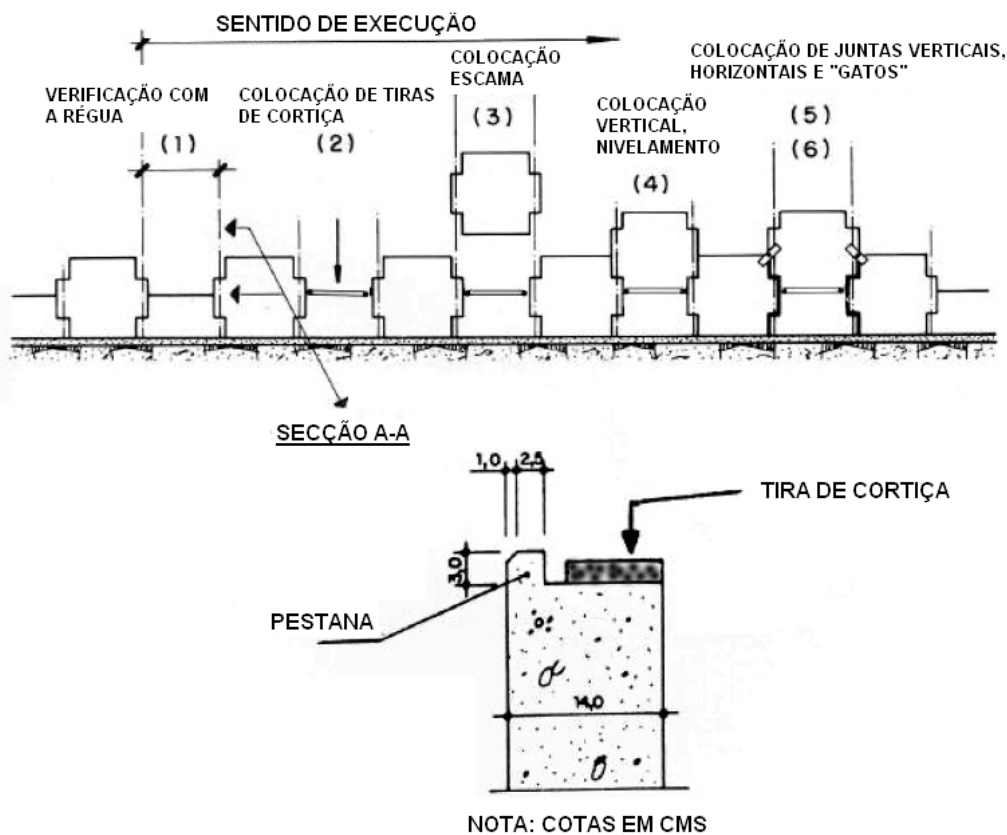 SENTIDO DE EXECUÇÃO
VERIFICAÇÃO COM
A RÉGUA
(1)
COLOCAÇÃO DE TIRAS
DE CORTIÇA
(2)
COLOCAÇÃO
ESCAMA
(3)
COLOCAÇÃO
VERTICAL,
NIVELAMENTO
(4)
COLOCAÇÃO DE JUNTAS VERTICAIS,
HORIZONTAIS E "GATOS"
(5)
(6)
SECÇÃO A-A
1,0 2,5
TIRA DE CORTIÇA
3,0
PESTANA
14,0
NOTA: COTAS EM CMS